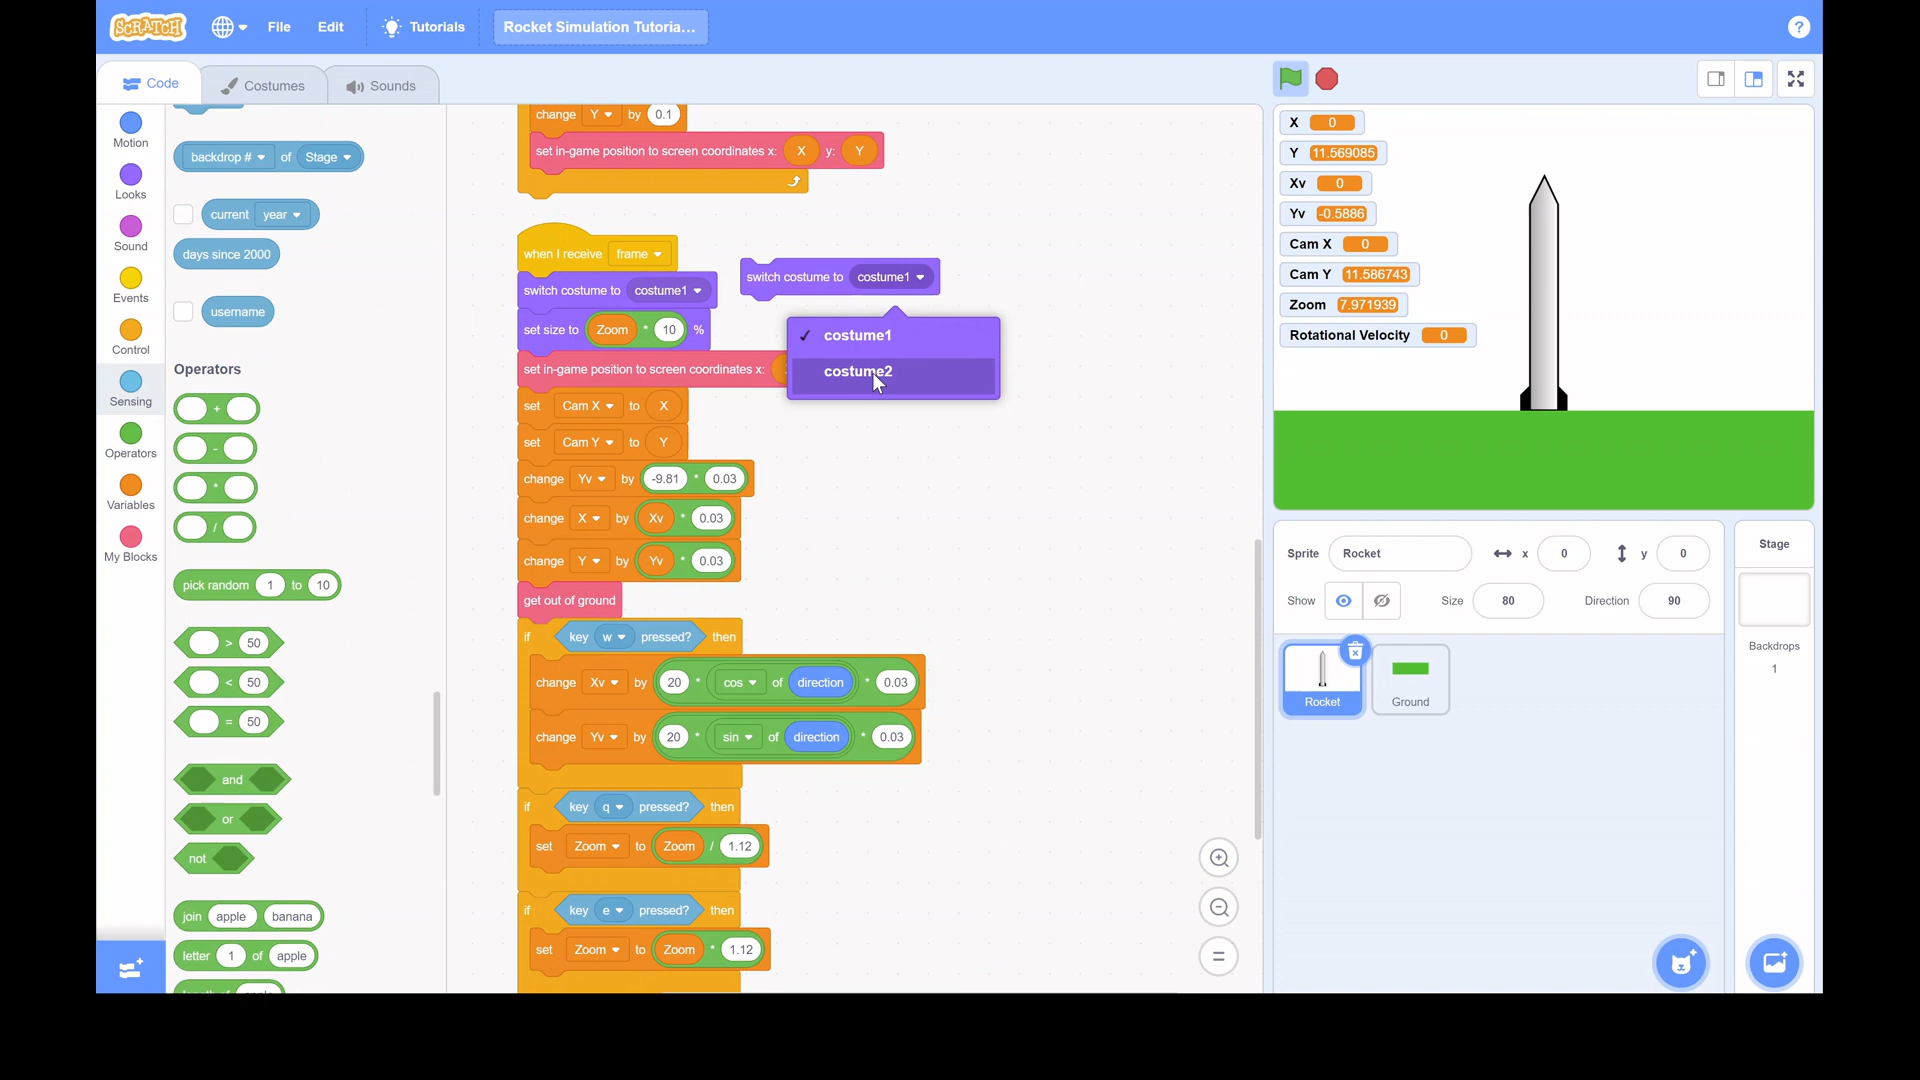 SCRATCH File Edit Tutorials Rocket Simulation Tutoria... ?
Code Costumes Sounds
Motion
Looks
Sound
Events
Control
Sensing
Operators
Variables
My Blocks
backdrop # of Stage
current year
days since 2000
username
Operators
+
-
*
/
pick random 1 to 10
> 50
< 50
= 50
and
or
not
join apple banana
letter 1 of apple
change Y by 0.1
set in-game position to screen coordinates x: X y: Y
when I receive frame
switch costume to costume1
set size to Zoom * 10 %
set in-game position to screen coordinates x:
set Cam X to X
set Cam Y to Y
change Yv by -9.81 * 0.03
change X by Xv * 0.03
change Y by Yv * 0.03
get out of ground
if key w pressed? then
change Xv by 20 * cos of direction * 0.03
change Yv by 20 * sin of direction * 0.03
if key q pressed? then
set Zoom to Zoom / 1.12
if key e pressed? then
set Zoom to Zoom * 1.12
switch costume to costume1
✓ costume1
costume2
=
X 0
Y 11.569085
Xv 0
Yv -0.5886
Cam X 0
Cam Y 11.586743
Zoom 7.971939
Rotational Velocity 0
Sprite Rocket x 0 y 0
Show Size 80 Direction 90
Rocket
Ground
Stage
Backdrops
1